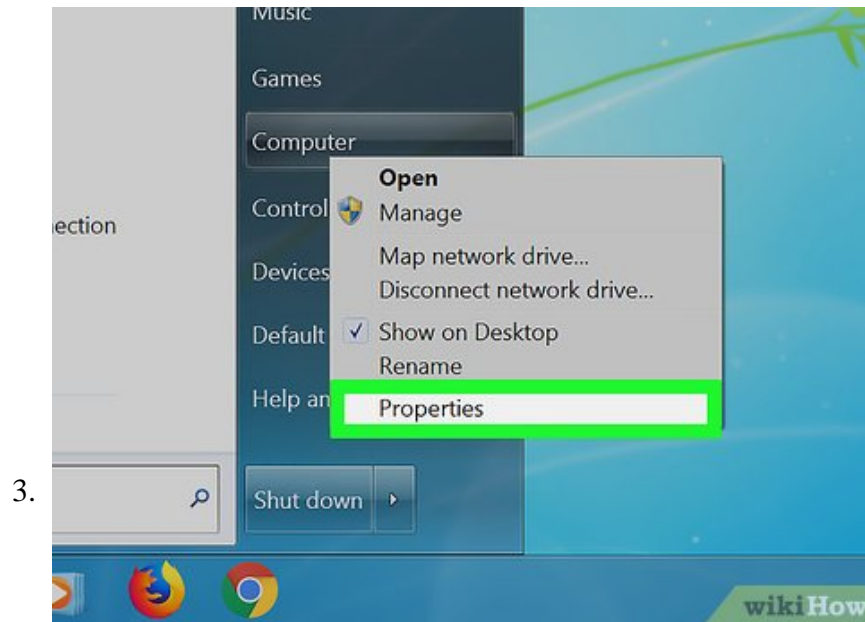 Music
Games
Computer
Open
Control
Manage
ection
Map network drive...
Devices
Disconnect network drive...
Default
Show on Desktop
Rename
Help an
Properties
3.
Shut down
wikiHow